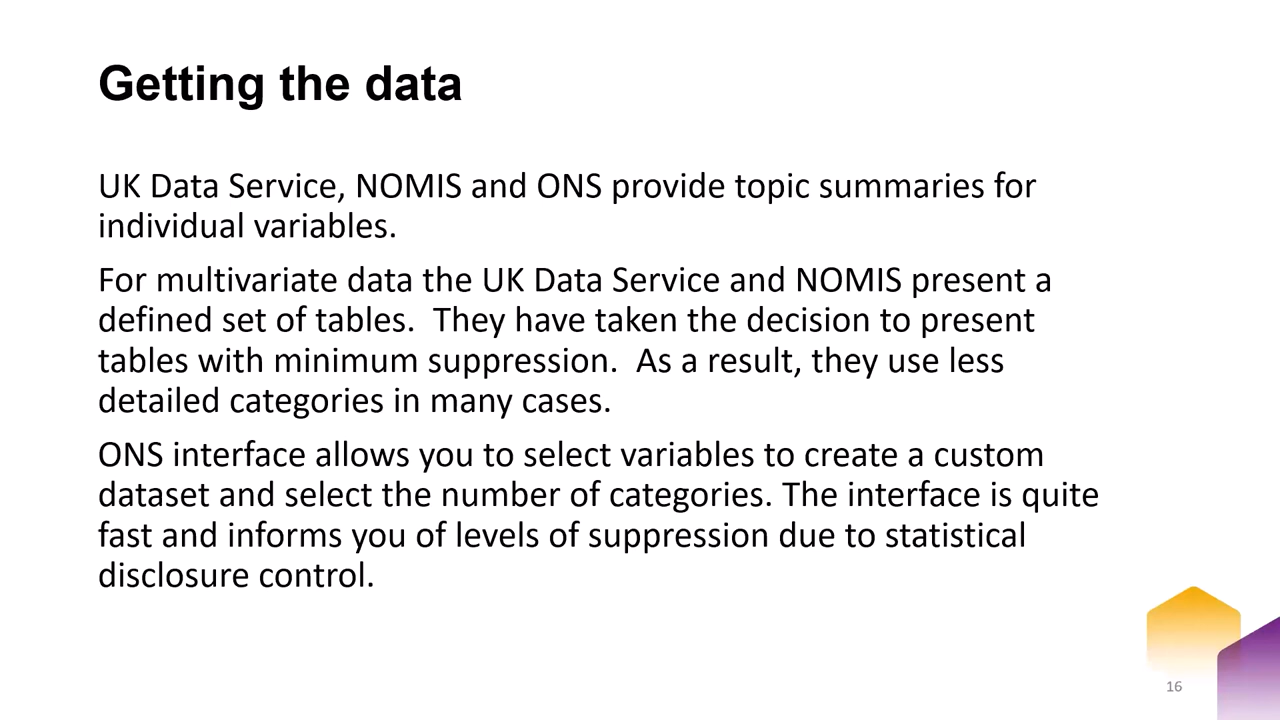 Getting the data
UK Data Service, NOMIS and ONS provide topic summaries for
individual variables.
For multivariate data the UK Data Service and NOMIS present a
defined set of tables.  They have taken the decision to present
tables with minimum suppression.  As a result, they use less
detailed categories in many cases.
ONS interface allows you to select variables to create a custom
dataset and select the number of categories. The interface is quite
fast and informs you of levels of suppression due to statistical
disclosure control.
16